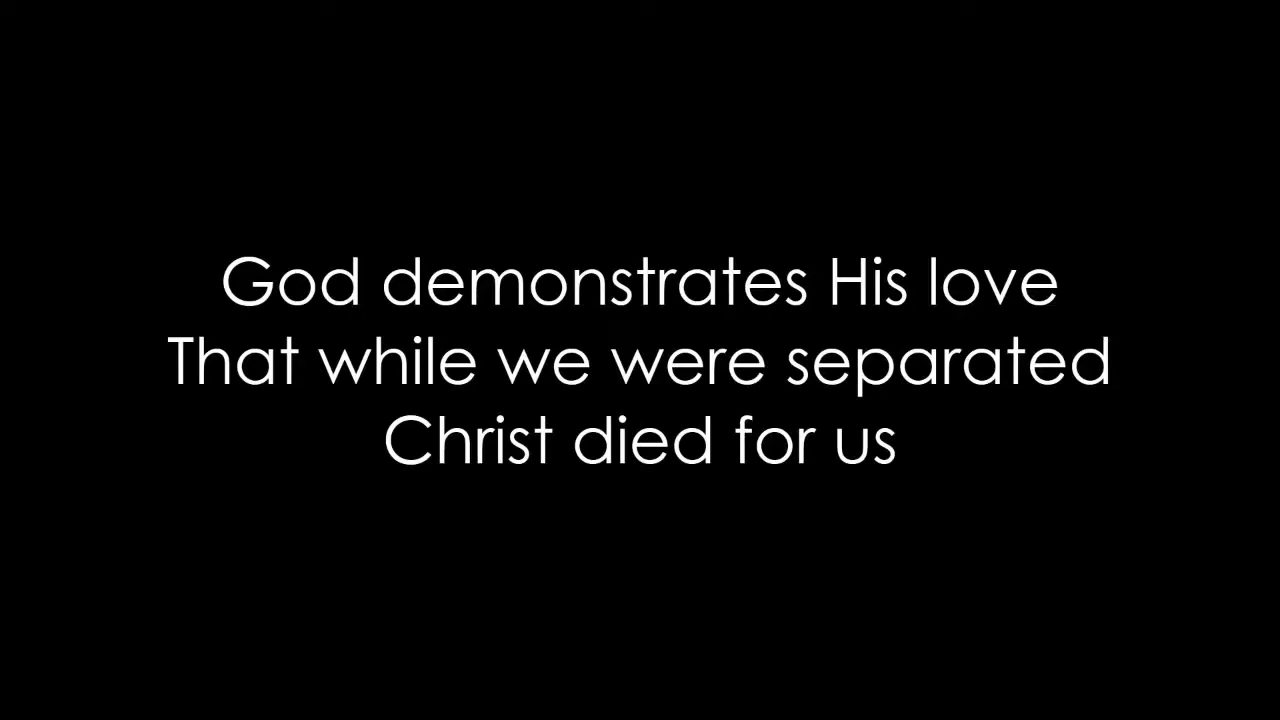 God demonstrates His love
That while we were separated
Christ died for us